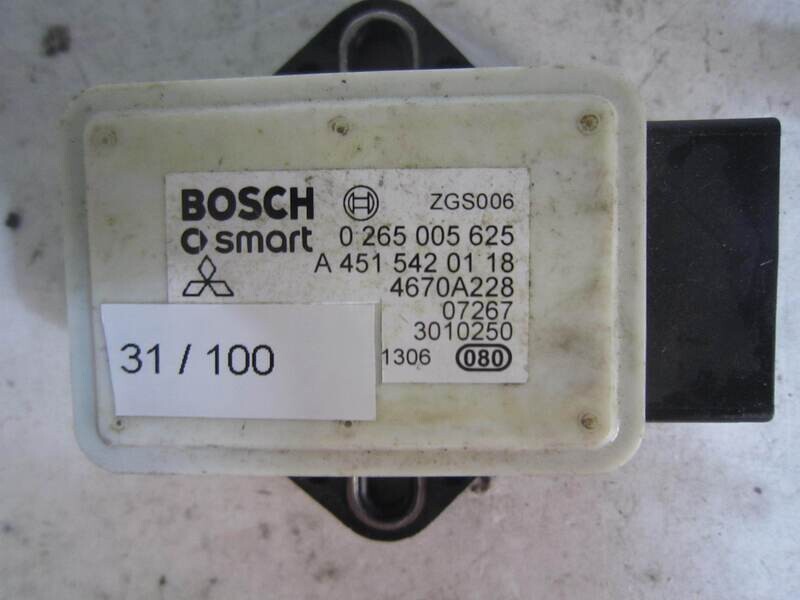 BOSCH ZGS006
smart 0 265 005 625
A 451 542 01 18
4670A228
07267
3010250
31 / 100 1306 080